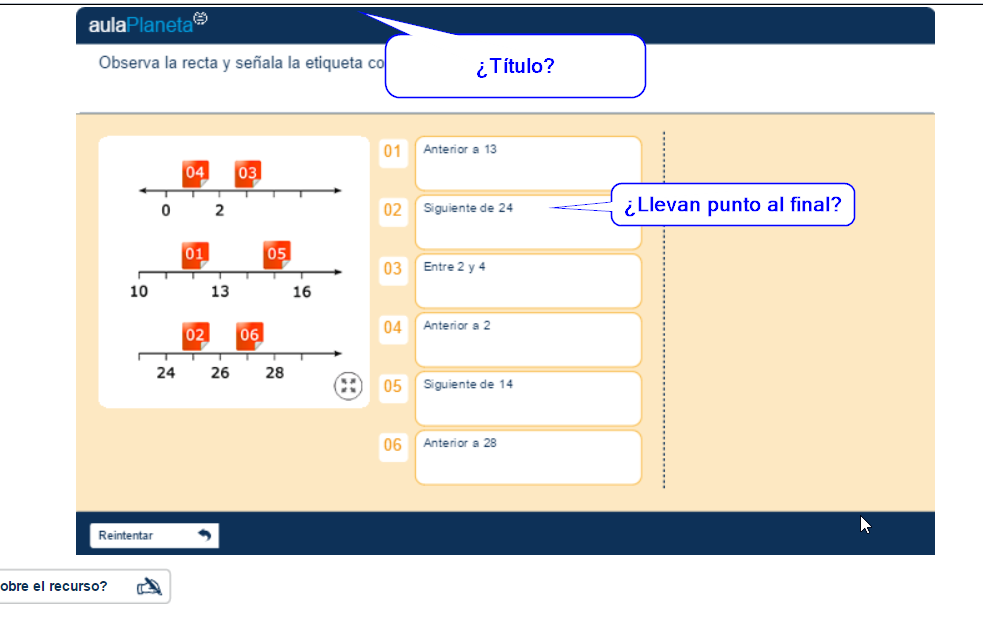 aulaPlaneta
¿Título?
Observa la recta y señala la etiqueta co
04 03
0 2
01 05
10 13 16
02 06
24 26 28
01 Anterior a 13
02 Siguiente de 24
¿Llevan punto al final?
03 Entre 2 y 4
04 Anterior a 2
05 Siguiente de 14
06 Anterior a 28
Reintentar
obre el recurso?